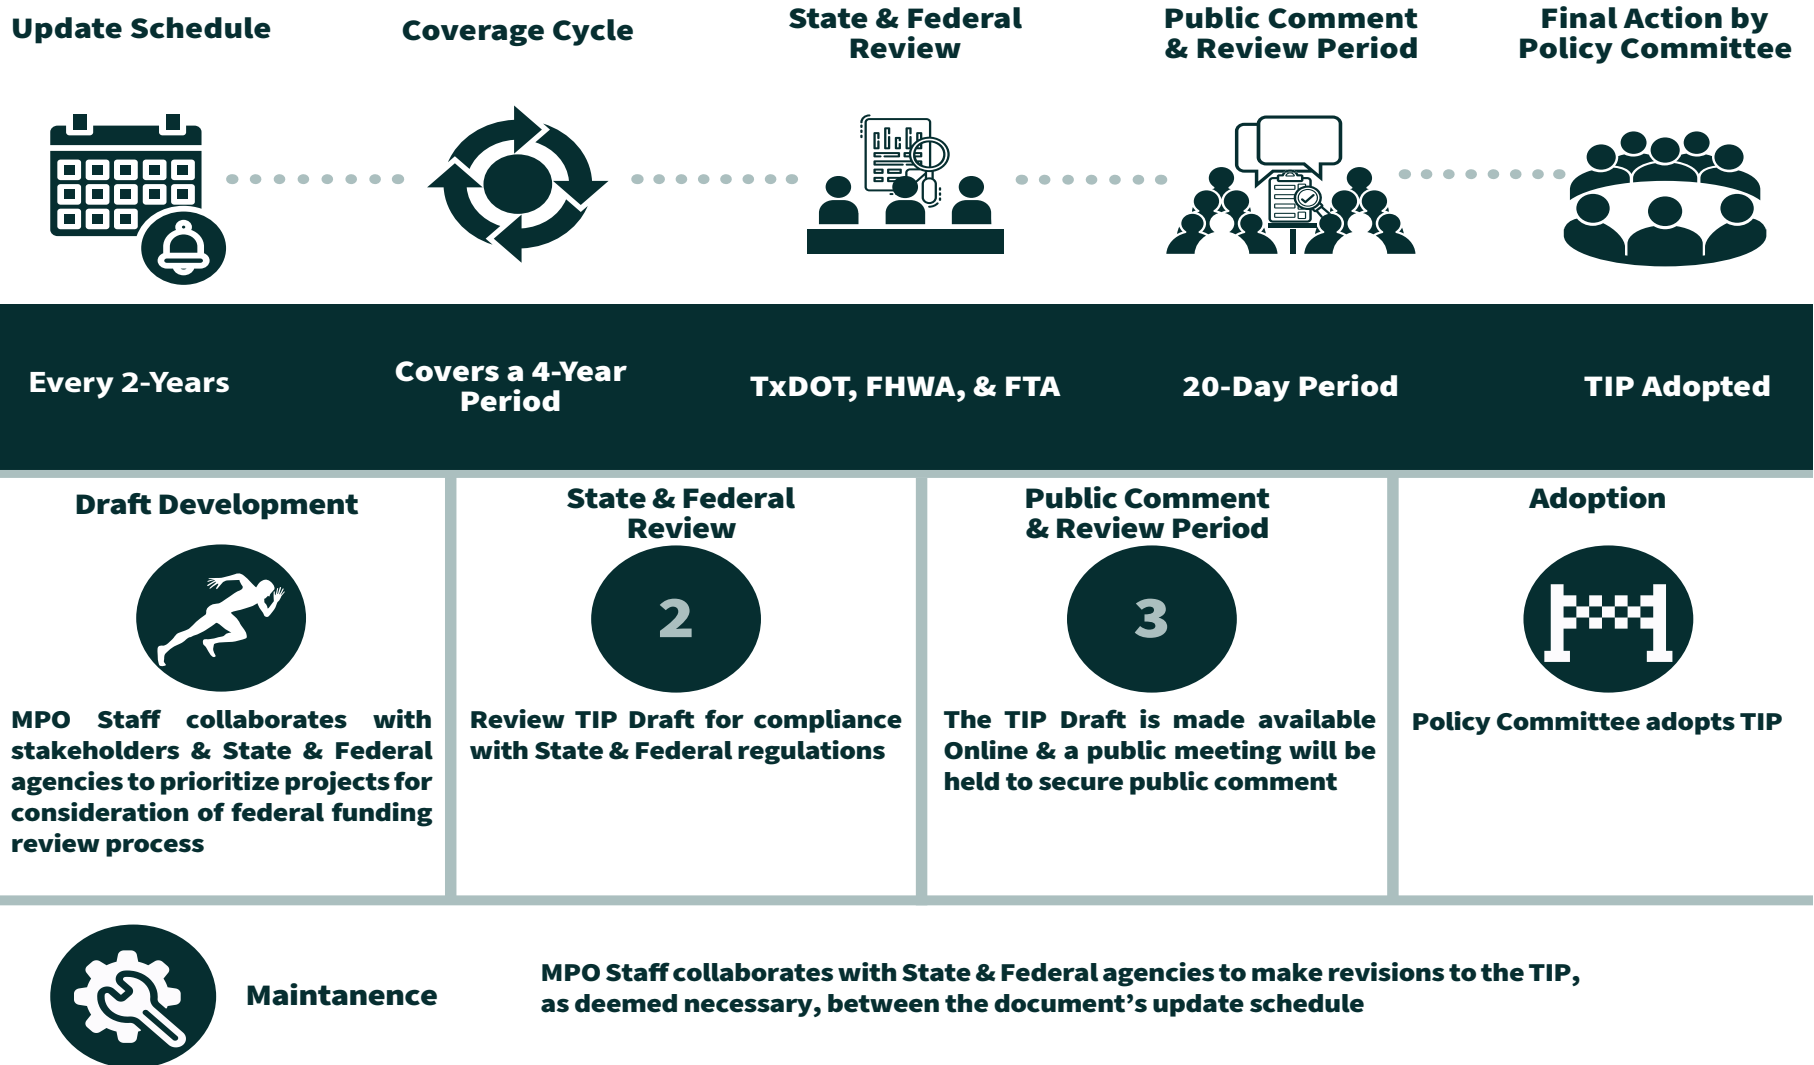 Update Schedule
Coverage Cycle
State & Federal
Review
Public Comment
& Review Period
Final Action by
Policy Committee
Every 2-Years
Covers a 4-Year
Period
TxDOT, FHWA, & FTA
20-Day Period
TIP Adopted
Draft Development
MPO Staff collaborates with
stakeholders & State & Federal
agencies to prioritize projects for
consideration of federal funding
review process
State & Federal
Review
2
Review TIP Draft for compliance
with State & Federal regulations
Public Comment
& Review Period
3
The TIP Draft is made available
Online & a public meeting will be
held to secure public comment
Adoption
Policy Committee adopts TIP
Maintanence
MPO Staff collaborates with State & Federal agencies to make revisions to the TIP,
as deemed necessary, between the document’s update schedule